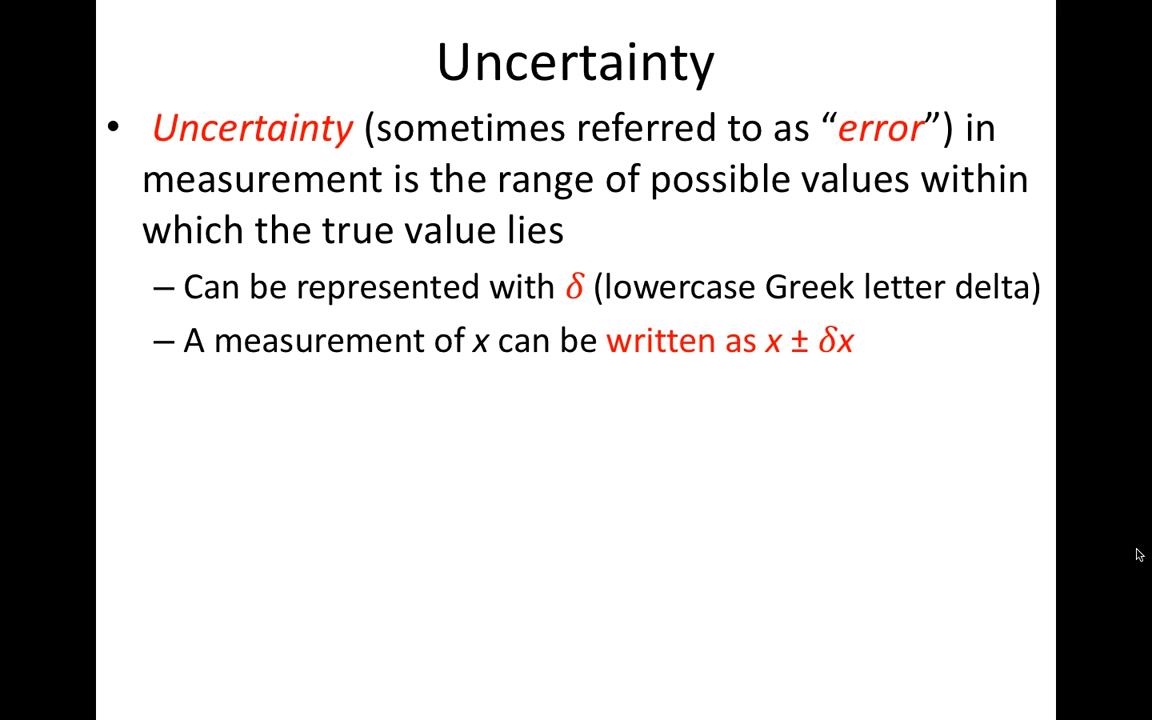 Uncertainty
• Uncertainty (sometimes referred to as “error”) in
measurement is the range of possible values within
which the true value lies
– Can be represented with δ (lowercase Greek letter delta)
– A measurement of x can be written as x ± δx